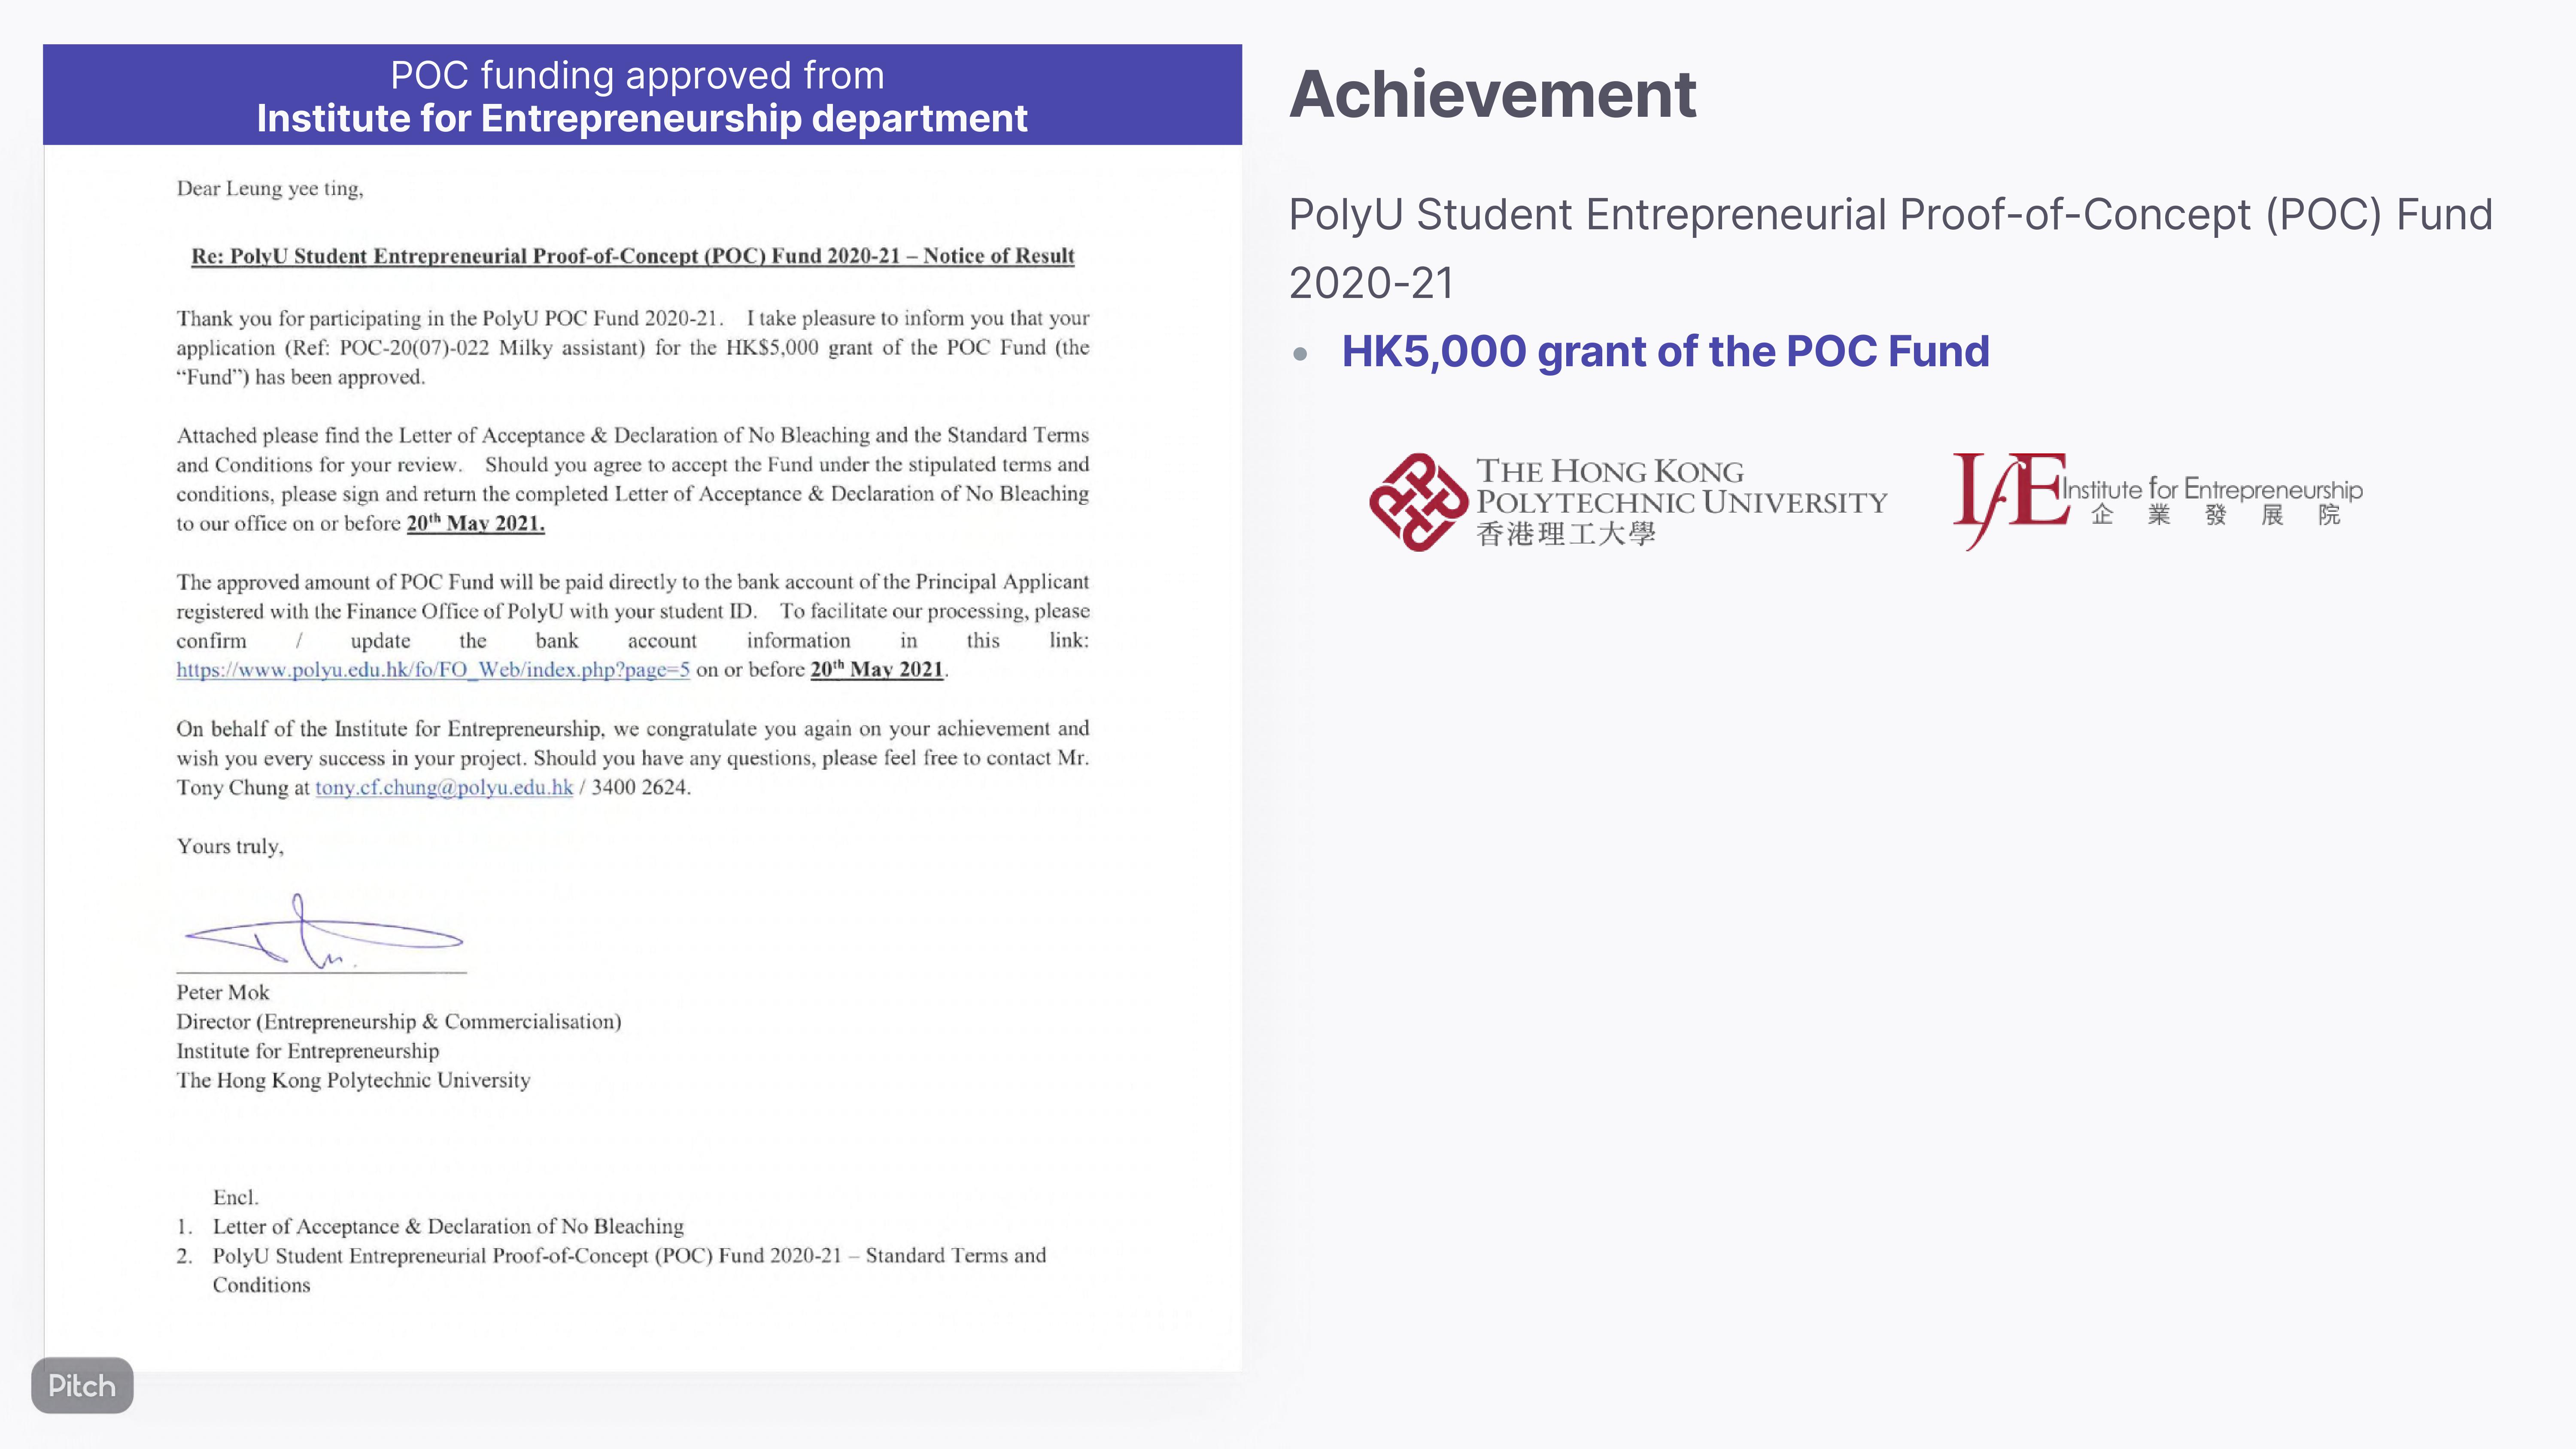 POC funding approved from
Institute for Entrepreneurship department
Dear Leung yee ting,
Re: PolyU Student Entrepreneurial Proof-of-Concept (POC) Fund 2020-21 – Notice of Result
Thank you for participating in the PolyU POC Fund 2020-21. I take pleasure to inform you that your
application (Ref: POC-20(07)-022 Milky assistant) for the HK$5,000 grant of the POC Fund (the
“Fund”) has been approved.
Attached please find the Letter of Acceptance & Declaration of No Bleaching and the Standard Terms
and Conditions for your review. Should you agree to accept the Fund under the stipulated terms and
conditions, please sign and return the completed Letter of Acceptance & Declaration of No Bleaching
to our office on or before 20th May 2021.
The approved amount of POC Fund will be paid directly to the bank account of the Principal Applicant
registered with the Finance Office of PolyU with your student ID. To facilitate our processing, please
confirm / update the bank account information in this link:
https://www.polyu.edu.hk/fo/FO_Web/index.php?page=5 on or before 20th May 2021.
On behalf of the Institute for Entrepreneurship, we congratulate you again on your achievement and
wish you every success in your project. Should you have any questions, please feel free to contact Mr.
Tony Chung at tony.cf.chung@polyu.edu.hk / 3400 2624.
Yours truly,
Peter Mok
Director (Entrepreneurship & Commercialisation)
Institute for Entrepreneurship
The Hong Kong Polytechnic University
Encl.
1. Letter of Acceptance & Declaration of No Bleaching
2. PolyU Student Entrepreneurial Proof-of-Concept (POC) Fund 2020-21 – Standard Terms and
Conditions
Pitch
Achievement
PolyU Student Entrepreneurial Proof-of-Concept (POC) Fund
2020-21
• HK5,000 grant of the POC Fund
THE HONG KONG
POLYTECHNIC UNIVERSITY
香港理工大學
IfE Institute for Entrepreneurship
企業發展院